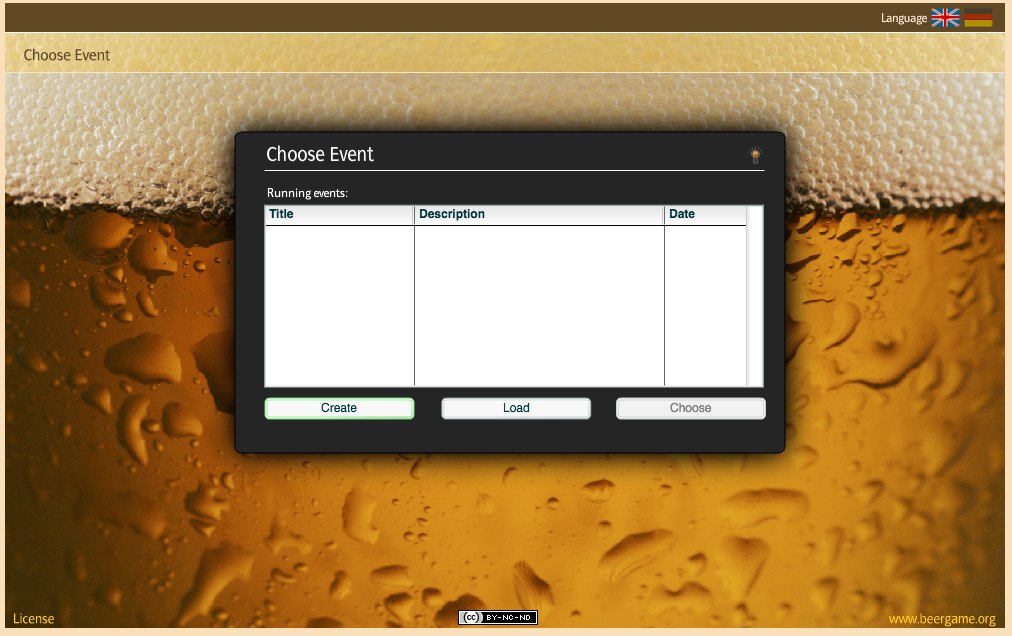 Language
Choose Event
Choose Event
Running events:
Title Description Date
Create Load Choose
License
cc BY-NC-ND
www.beergame.org